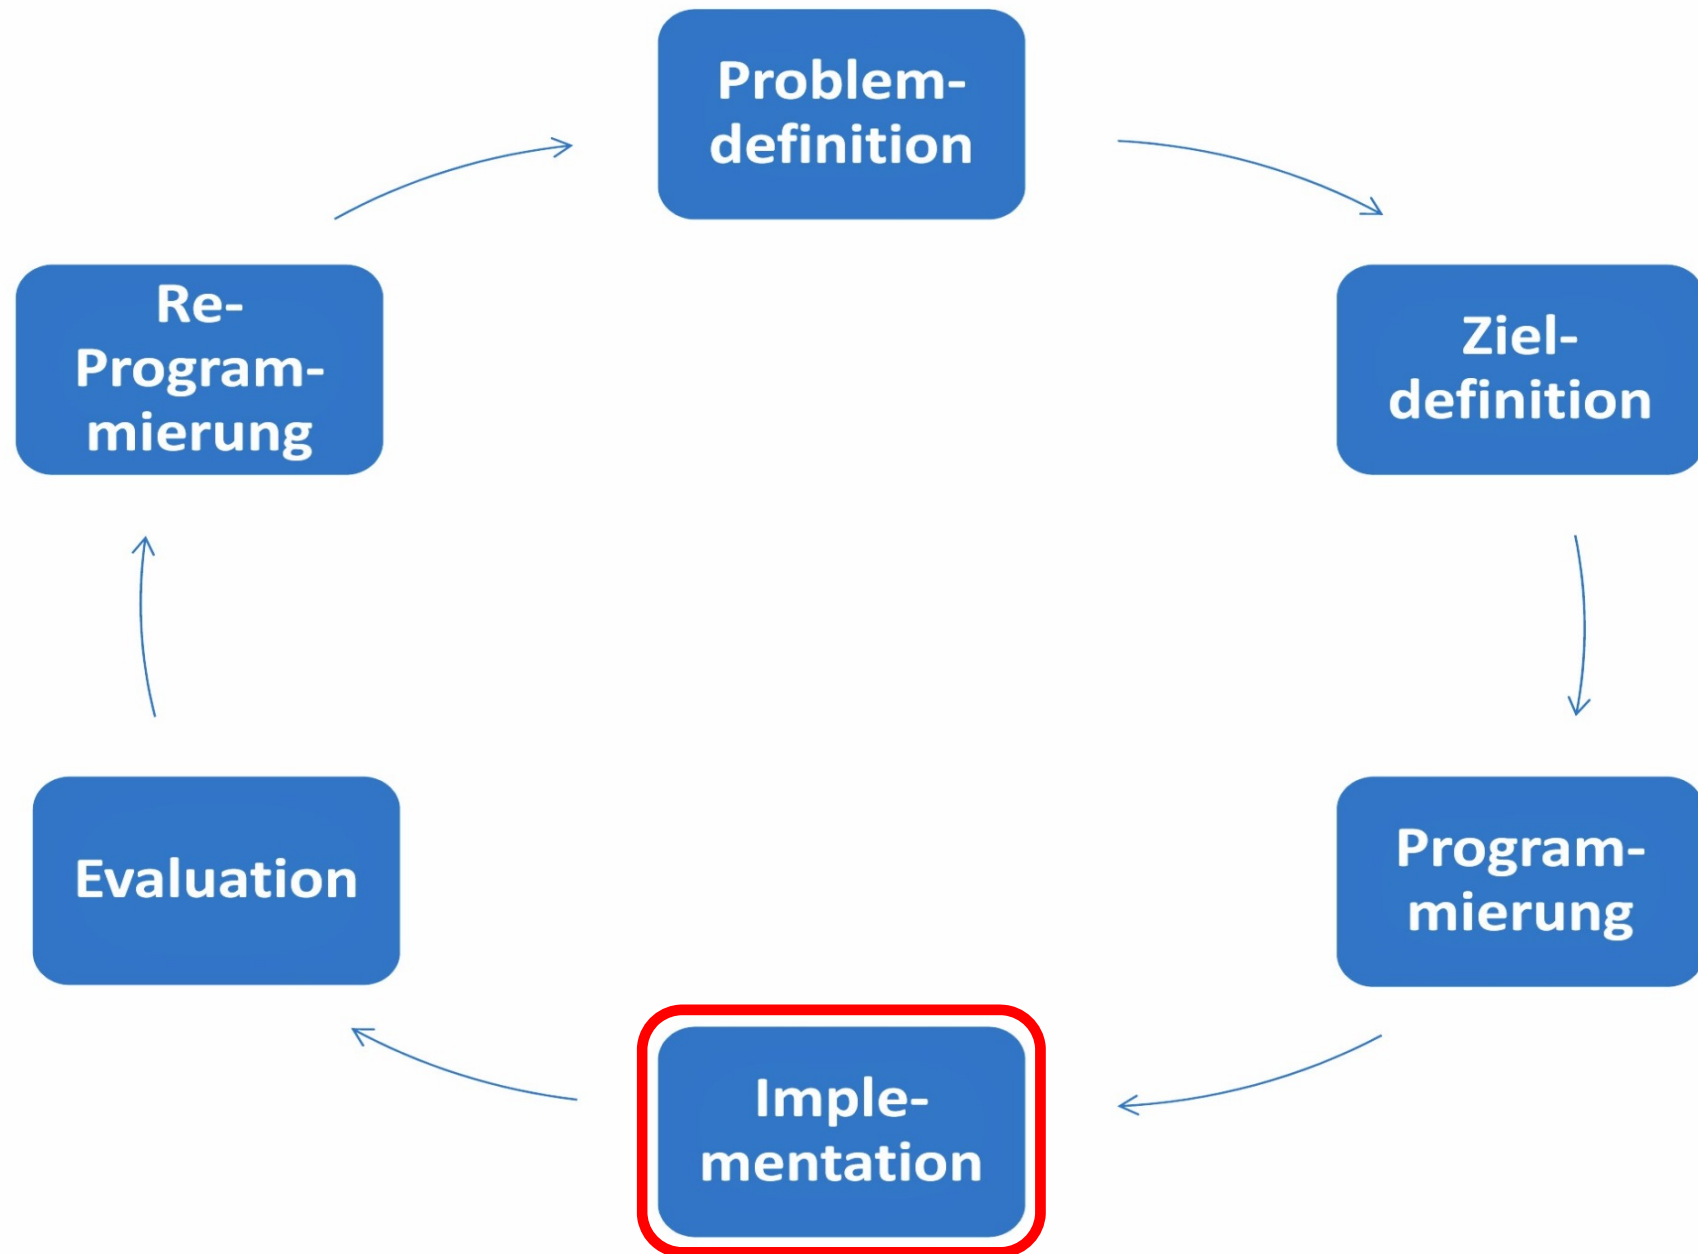 Problem-
definition
Ziel-
definition
Program-
mierung
Imple-
mentation
Evaluation
Re-
Program-
mierung